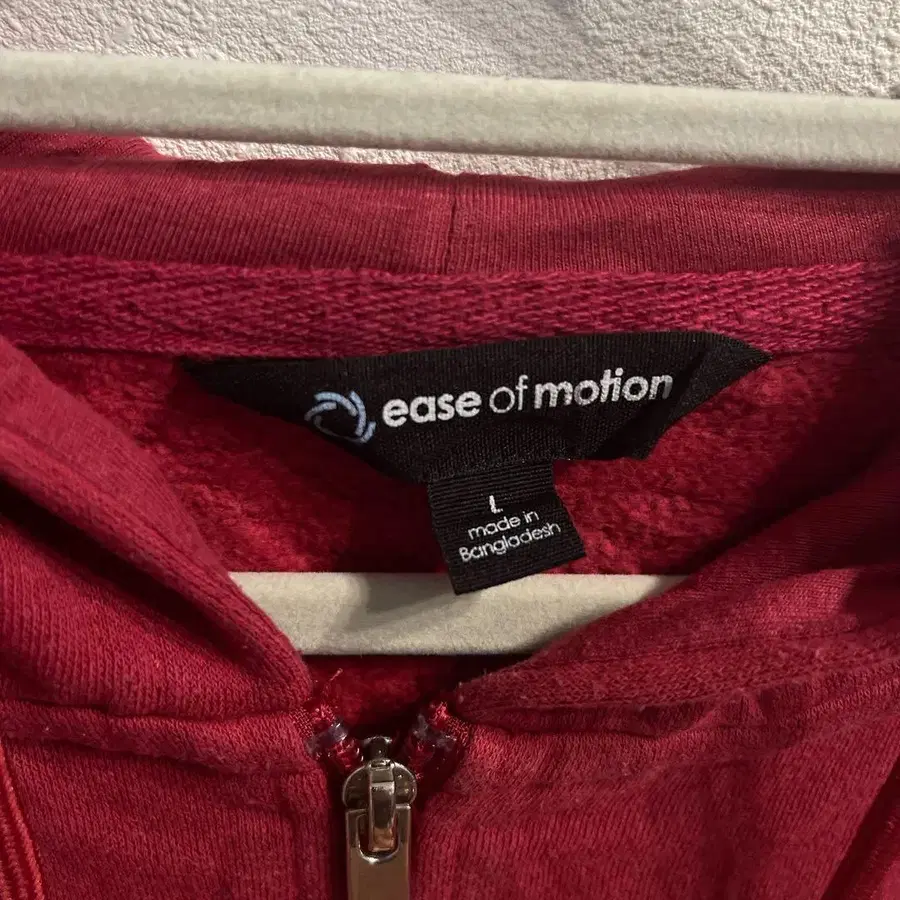 ease of motion
L
made in
Bangladesh